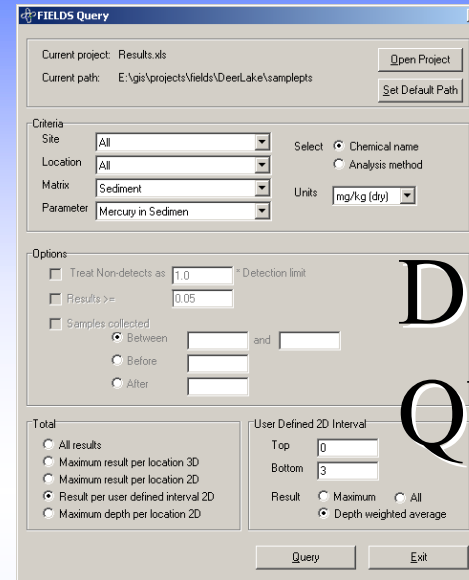 FIELDS Query
Current project: Results.xls
Open Project
Current path: E:\gis\projects\fields\DeerLake\samplepts
Set Default Path
Criteria
Site All
Select Chemical name
Location All
Analysis method
Matrix Sediment
Units mg/kg (dry)
Parameter Mercury in Sedimen
Options
Treat Non-detects as 1.0 * Detection limit
Results >= 0.05
Samples collected
Between and
Before
After
D
Q
Total
All results
Maximum result per location 3D
Maximum result per location 2D
Result per user defined interval 2D
Maximum depth per location 2D
User Defined 2D Interval
Top 0
Bottom 3
Result Maximum All
Depth weighted average
Query Exit